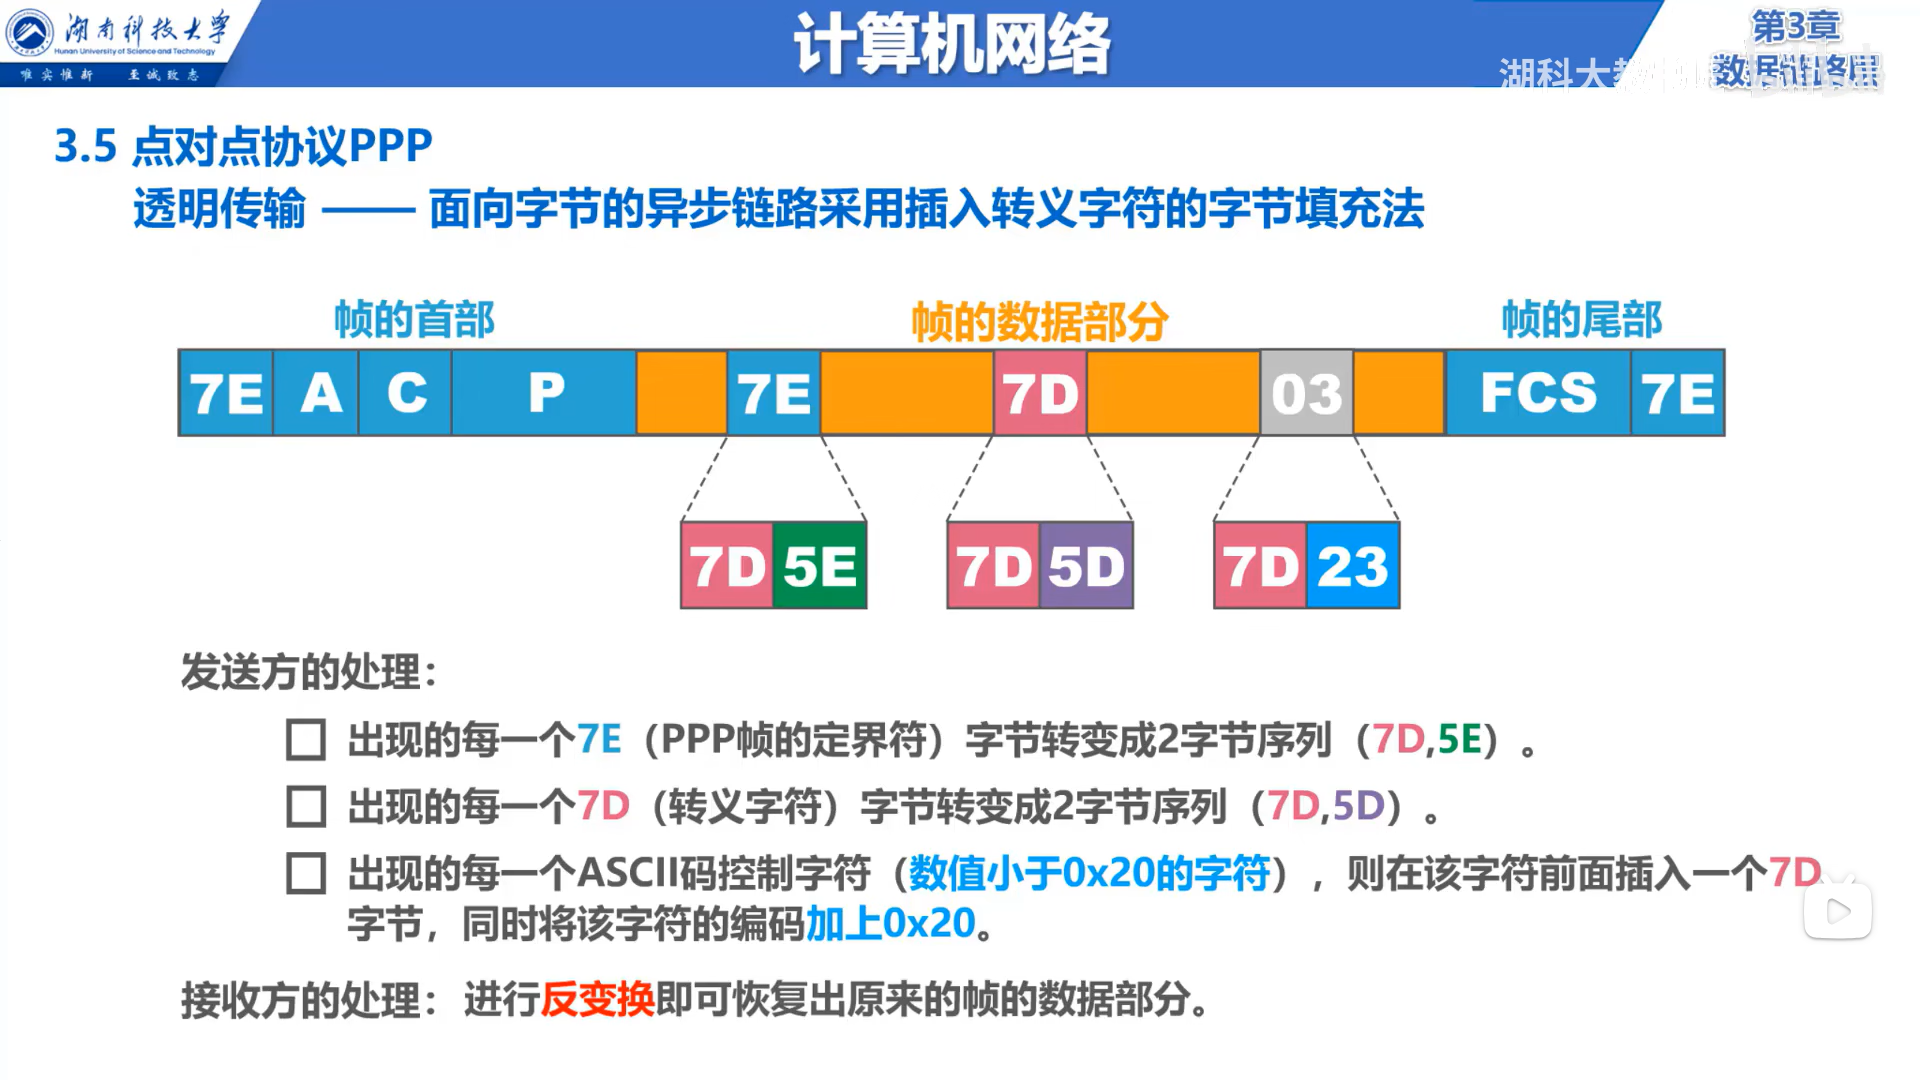 湖南科技大学
Hunan University of Science and Technology
唯实惟新 至诚致志
计算机网络
第3章
数据链路层
湖科大教
3.5 点对点协议PPP
透明传输 —— 面向字节的异步链路采用插入转义字符的字节填充法
帧的首部 帧的数据部分 帧的尾部
7E A C P 7E 7D 03 FCS 7E
7D 5E 7D 5D 7D 23
发送方的处理：
出现的每一个7E（PPP帧的定界符）字节转变成2字节序列（7D,5E）。
出现的每一个7D（转义字符）字节转变成2字节序列（7D,5D）。
出现的每一个ASCII码控制字符（数值小于0x20的字符），则在该字符前面插入一个7D
字节，同时将该字符的编码加上0x20。
接收方的处理：进行反变换即可恢复出原来的帧的数据部分。